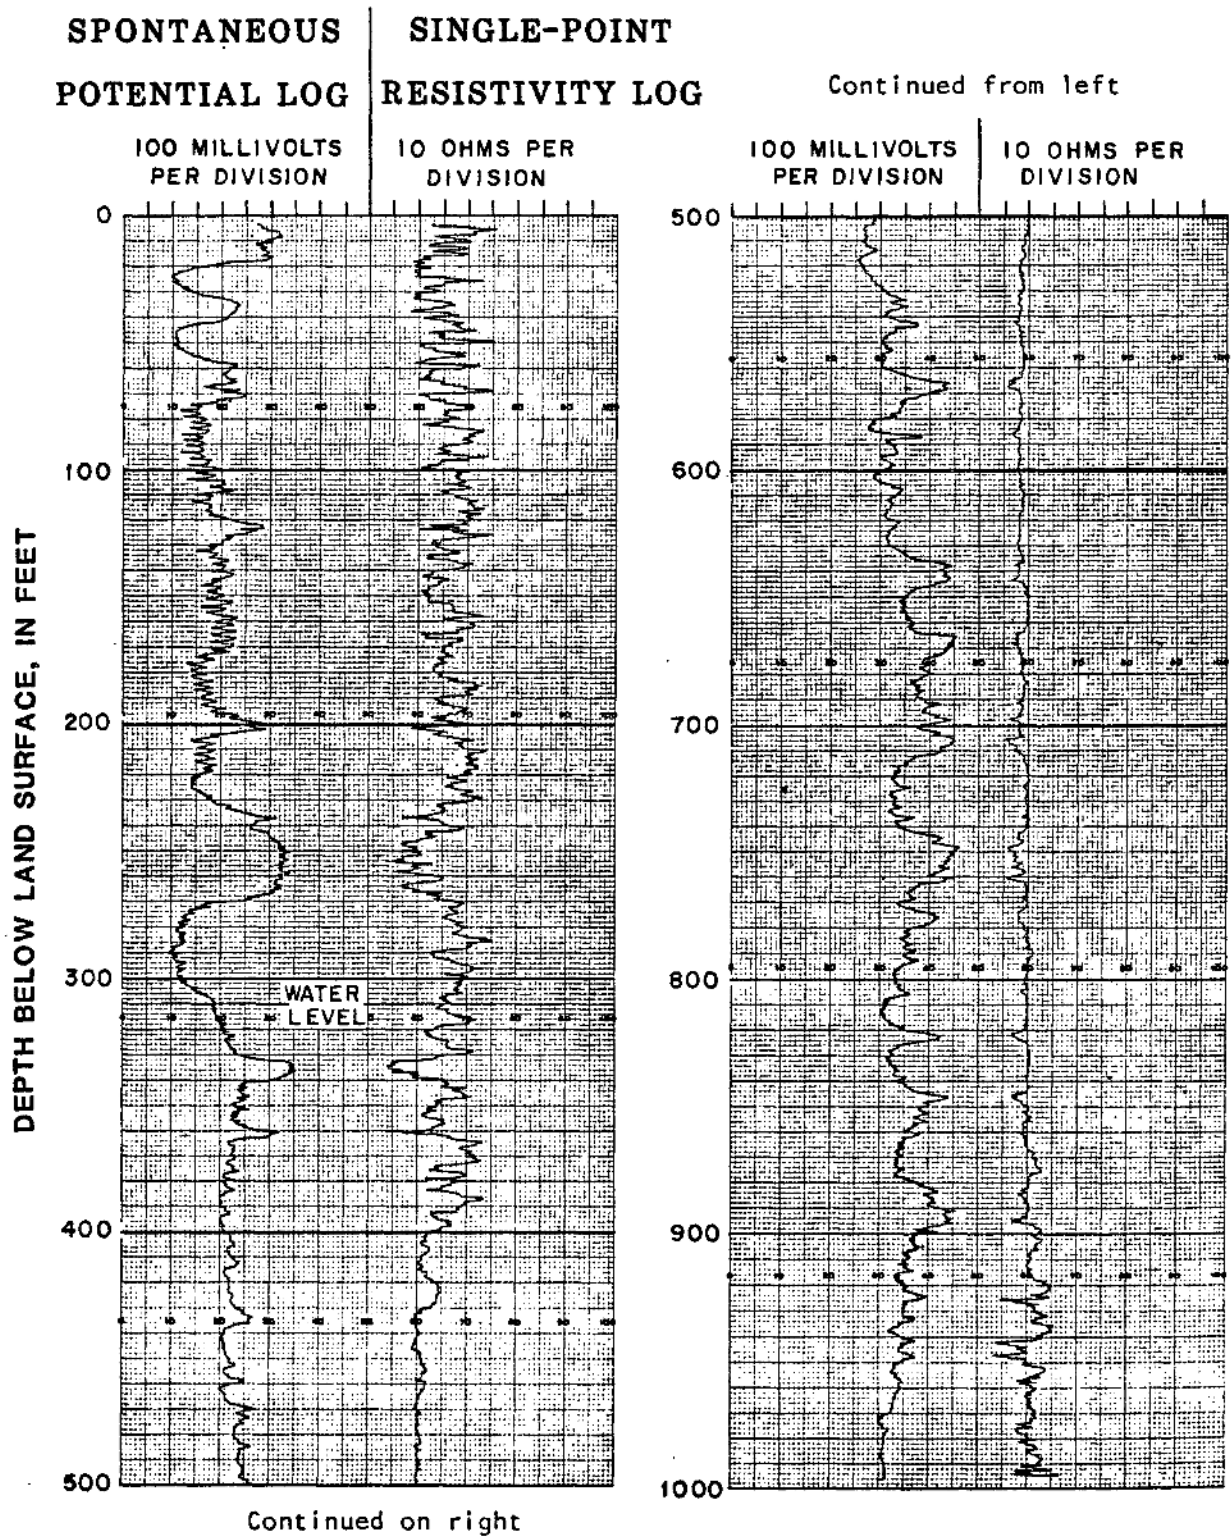 SPONTANEOUS
POTENTIAL LOG
SINGLE-POINT
RESISTIVITY LOG
Continued from left
100 MILLIVOLTS
PER DIVISION
10 OHMS PER
DIVISION
100 MILLIVOLTS
PER DIVISION
10 OHMS PER
DIVISION
DEPTH BELOW LAND SURFACE, IN FEET
0
100
200
300
400
500
WATER
LEVEL
500
600
700
800
900
1000
Continued on right